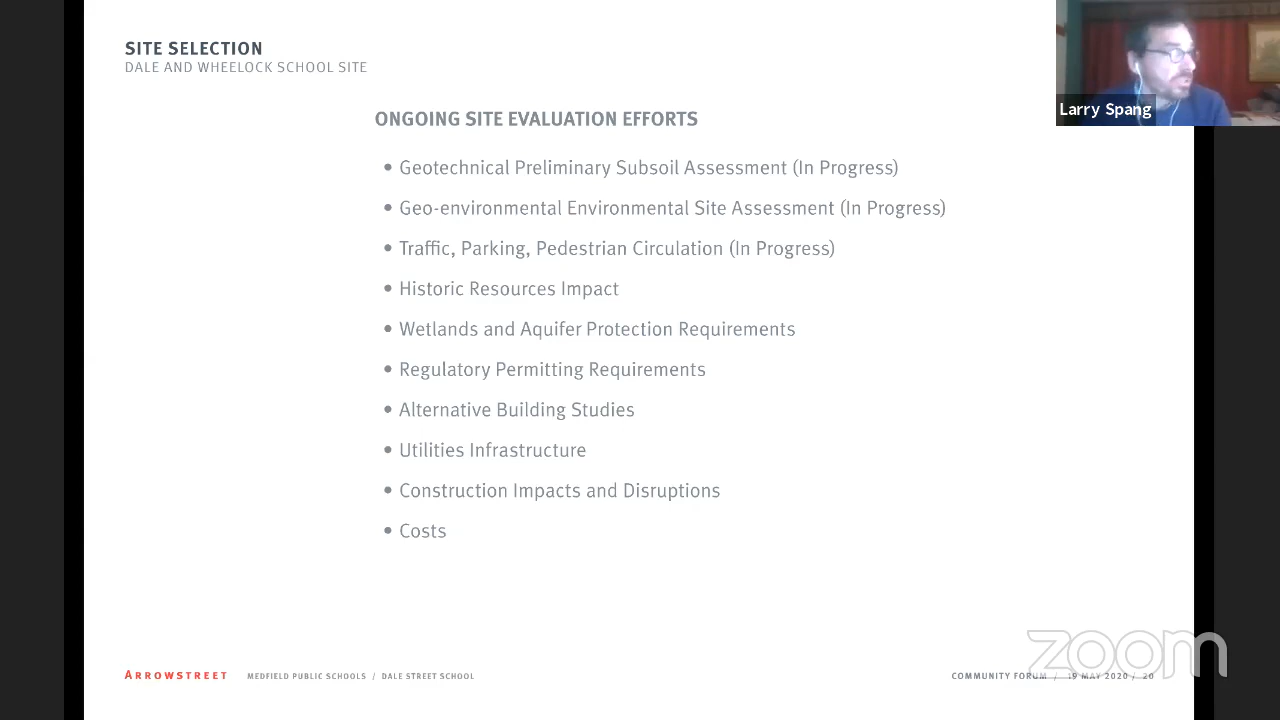 SITE SELECTION
DALE AND WHEELOCK SCHOOL SITE
Larry Spang
ONGOING SITE EVALUATION EFFORTS
• Geotechnical Preliminary Subsoil Assessment (In Progress)
• Geo-environmental Environmental Site Assessment (In Progress)
• Traffic, Parking, Pedestrian Circulation (In Progress)
• Historic Resources Impact
• Wetlands and Aquifer Protection Requirements
• Regulatory Permitting Requirements
• Alternative Building Studies
• Utilities Infrastructure
• Construction Impacts and Disruptions
• Costs
zoom
ARROWSTREET MEDFIELD PUBLIC SCHOOLS / DALE STREET SCHOOL COMMUNITY FORUM / 19 MAY 2020 / 20